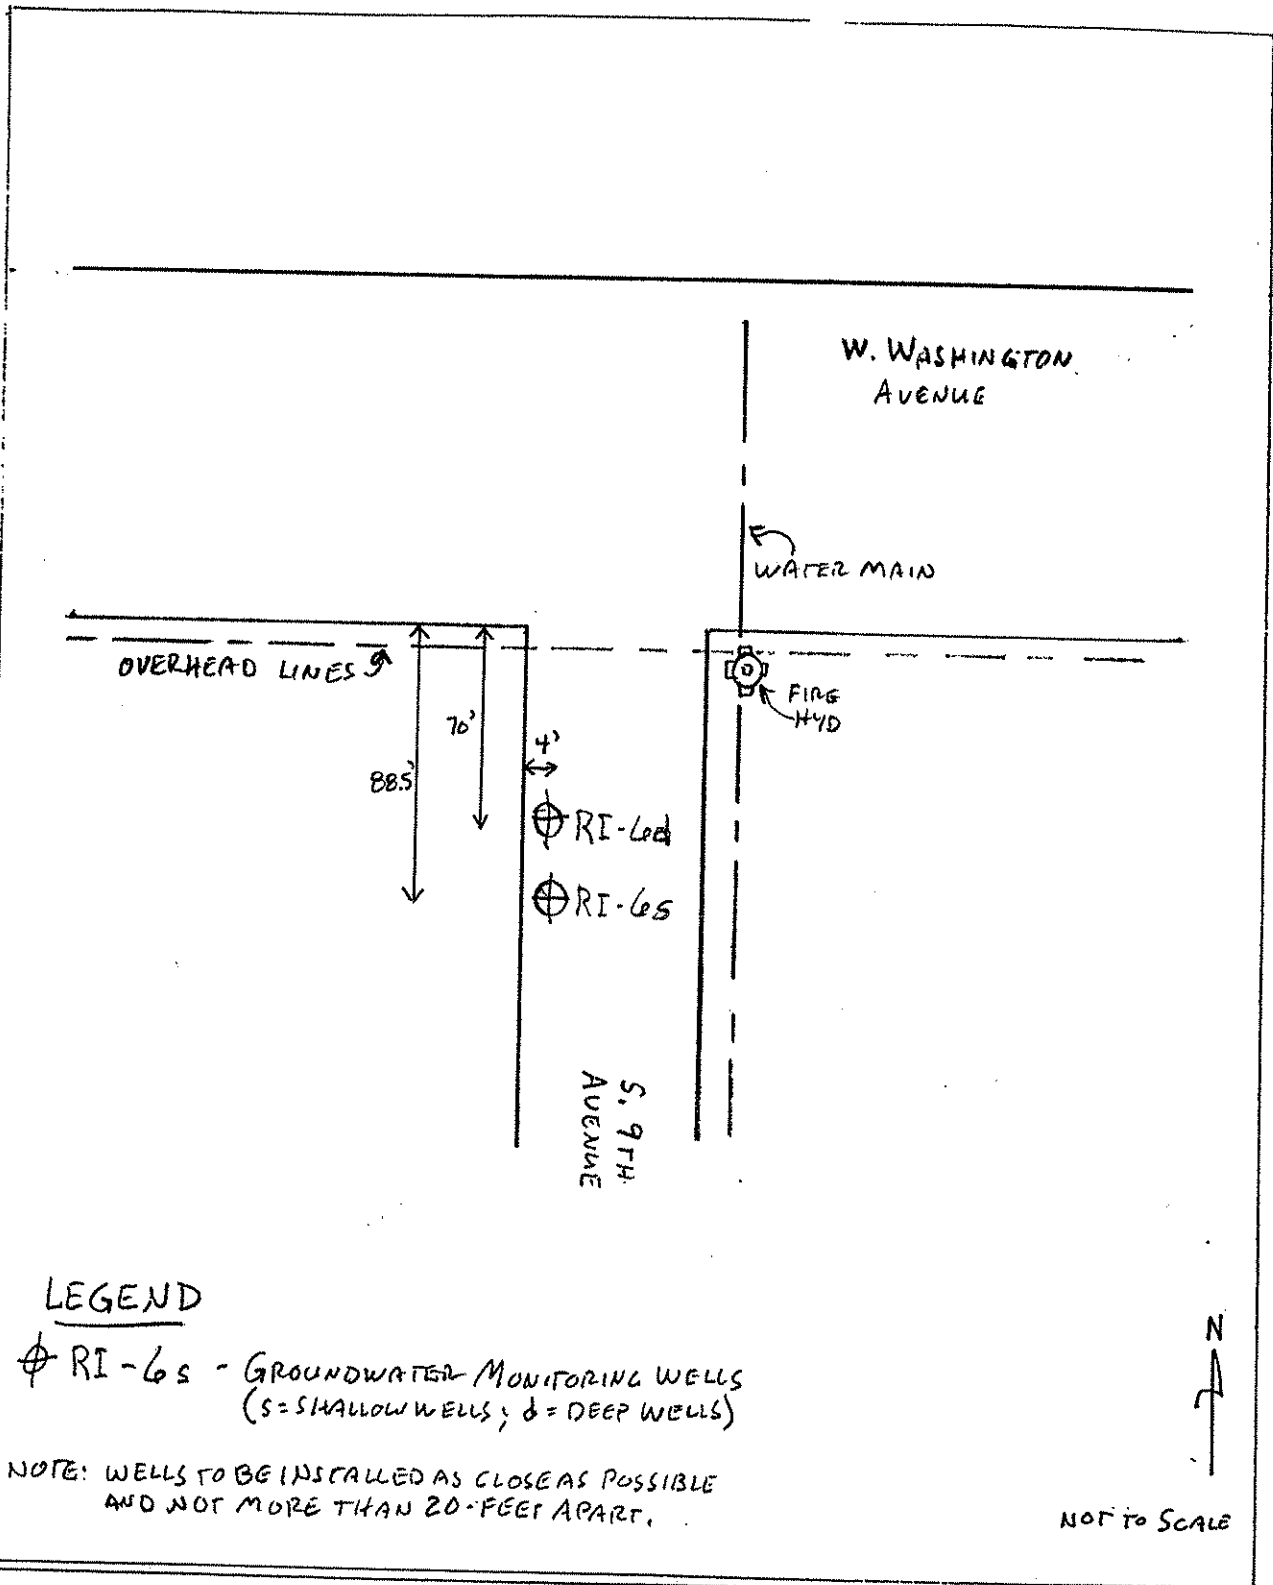 W. WASHINGTON
AVENUE
WATER MAIN
OVERHEAD LINES
FIRE
HYD
70'
4'
88.5'
RI-6d
RI-6s
S. 9TH
AVENUE
LEGEND
RI-6s - GROUNDWATER MONITORING WELLS
(s=SHALLOW WELLS; d = DEEP WELLS)
N
NOTE: WELLS TO BE INSTALLED AS CLOSE AS POSSIBLE
AND NOT MORE THAN 20-FEET APART.
NOT TO SCALE